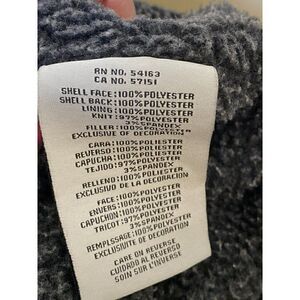 RN NO. 54163
CA NO. 57151
SHELL FACE:100%POLYESTER
SHELL BACK:100%POLYESTER
LINING:100%POLYESTER
KNIT:97%POLYESTER
3%SPANDEX
FILLER:100%POLYESTER
EXCLUSIVE OF DECORATION
CARA:100%POLIESTER
REVERSO:100%POLIESTER
CAPUCHA:100%POLIESTER
TEJIDO:97%POLIESTER
3%SPANDEX
RELLENO:100%POLIESTER
EXCLUSIVO DE DECORACION
FACE:100%POLYESTER
ENVERS:100%POLYESTER
CAPUCHON:100%POLYESTER
TRICOT:97%POLYESTER
3%SPANDEX
REMPLISSAGE:100%POLYESTER
EXCLUSIVITE DE DECORATION
CARE ON REVERSE
CUIDADO AL REVERSO
SOIN SUR L'INVERSE